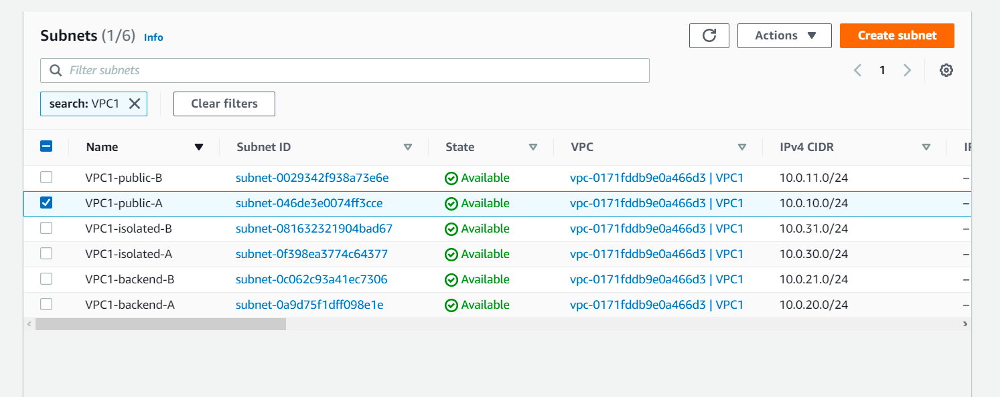 Subnets (1/6) Info
Actions
Create subnet
Filter subnets
1
search: VPC1
Clear filters
Name Subnet ID State VPC IPv4 CIDR
VPC1-public-B subnet-0029342f938a73e6e Available vpc-0171fddb9e0a466d3 | VPC1 10.0.11.0/24 –
VPC1-public-A subnet-046de3e0074ff3cce Available vpc-0171fddb9e0a466d3 | VPC1 10.0.10.0/24 –
VPC1-isolated-B subnet-081632321904bad67 Available vpc-0171fddb9e0a466d3 | VPC1 10.0.31.0/24 –
VPC1-isolated-A subnet-0f398ea3774c64377 Available vpc-0171fddb9e0a466d3 | VPC1 10.0.30.0/24 –
VPC1-backend-B subnet-0c062c93a41ec7306 Available vpc-0171fddb9e0a466d3 | VPC1 10.0.21.0/24 –
VPC1-backend-A subnet-0a9d75f1dff098e1e Available vpc-0171fddb9e0a466d3 | VPC1 10.0.20.0/24 –